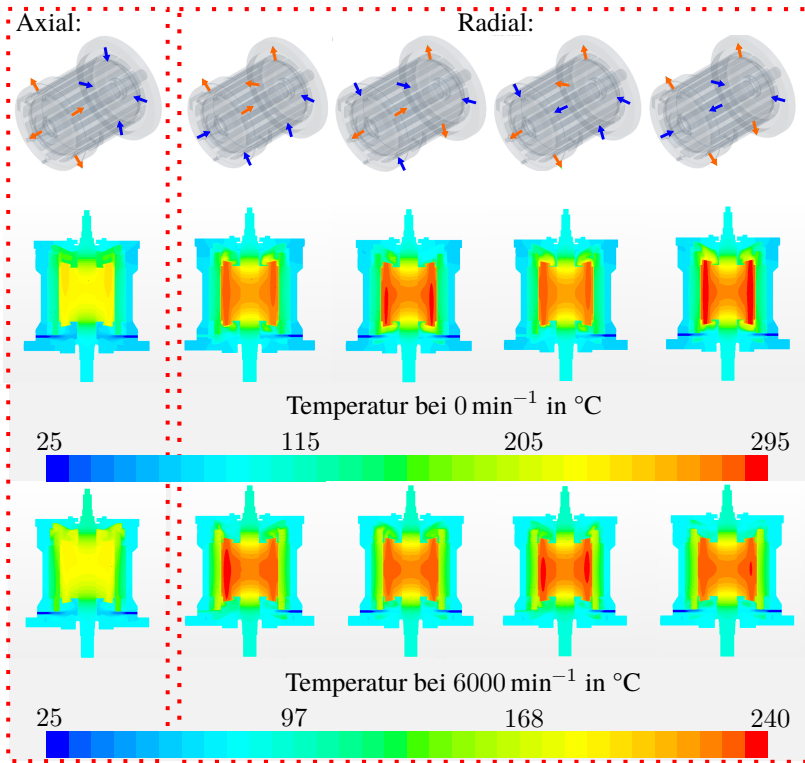 Axial: Radial:
Temperatur bei 0 min⁻¹ in °C
25 115 205 295
Temperatur bei 6000 min⁻¹ in °C
25 97 168 240